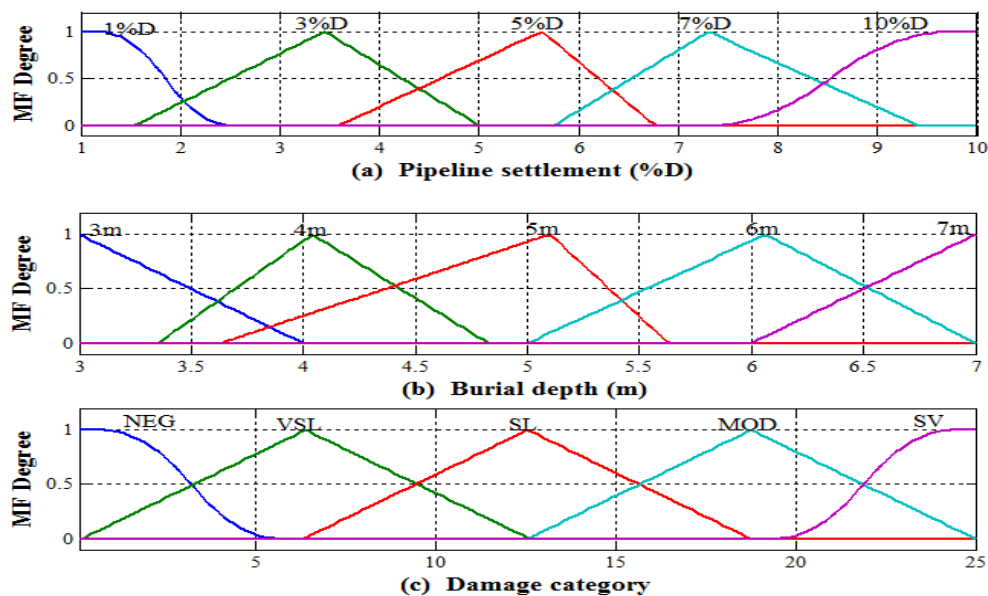 1%D 3%D 5%D 7%D 10%D
MF Degree
1
0.5
0
1 2 3 4 5 6 7 8 9 10
(a) Pipeline settlement (%D)
3m 4m 5m 6m 7m
MF Degree
1
0.5
0
3 3.5 4 4.5 5 5.5 6 6.5 7
(b) Burial depth (m)
NEG VSL SL MOD SV
MF Degree
1
0.5
0
5 10 15 20 25
(c) Damage category